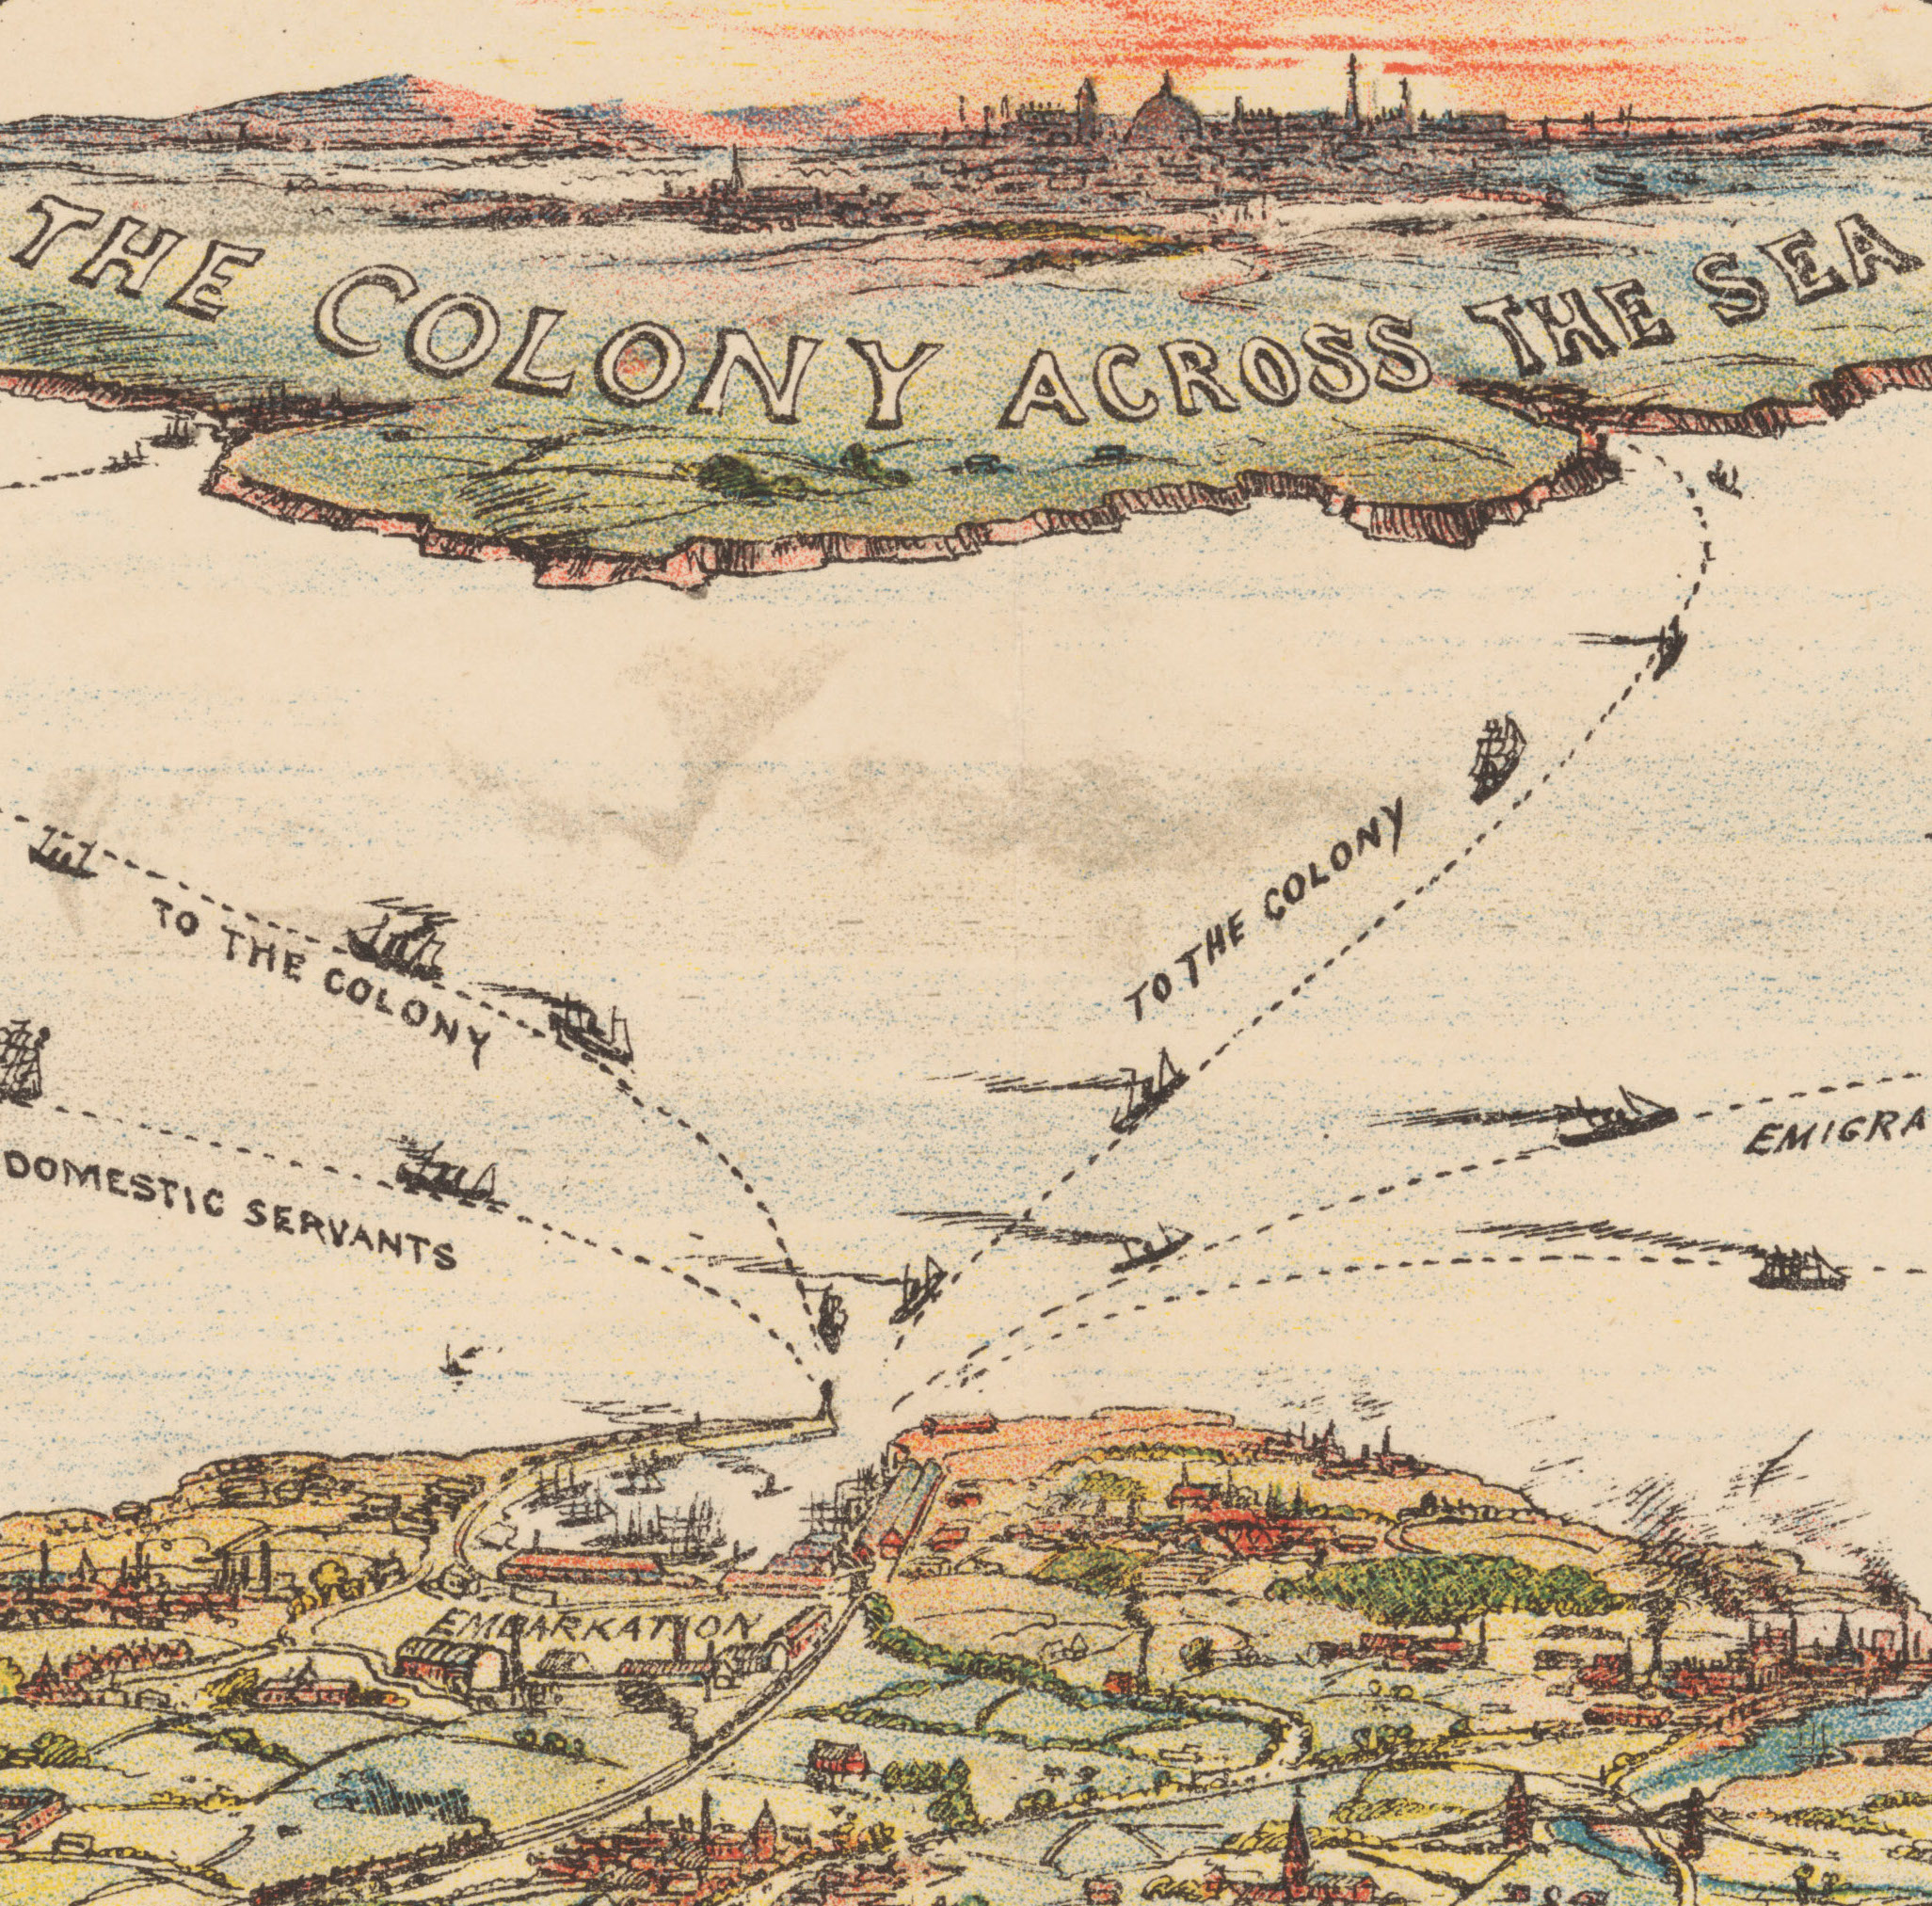 THE COLONY ACROSS THE SEA
TO THE COLONY
TO THE COLONY
EMIGRA
DOMESTIC SERVANTS
EMBARKATION